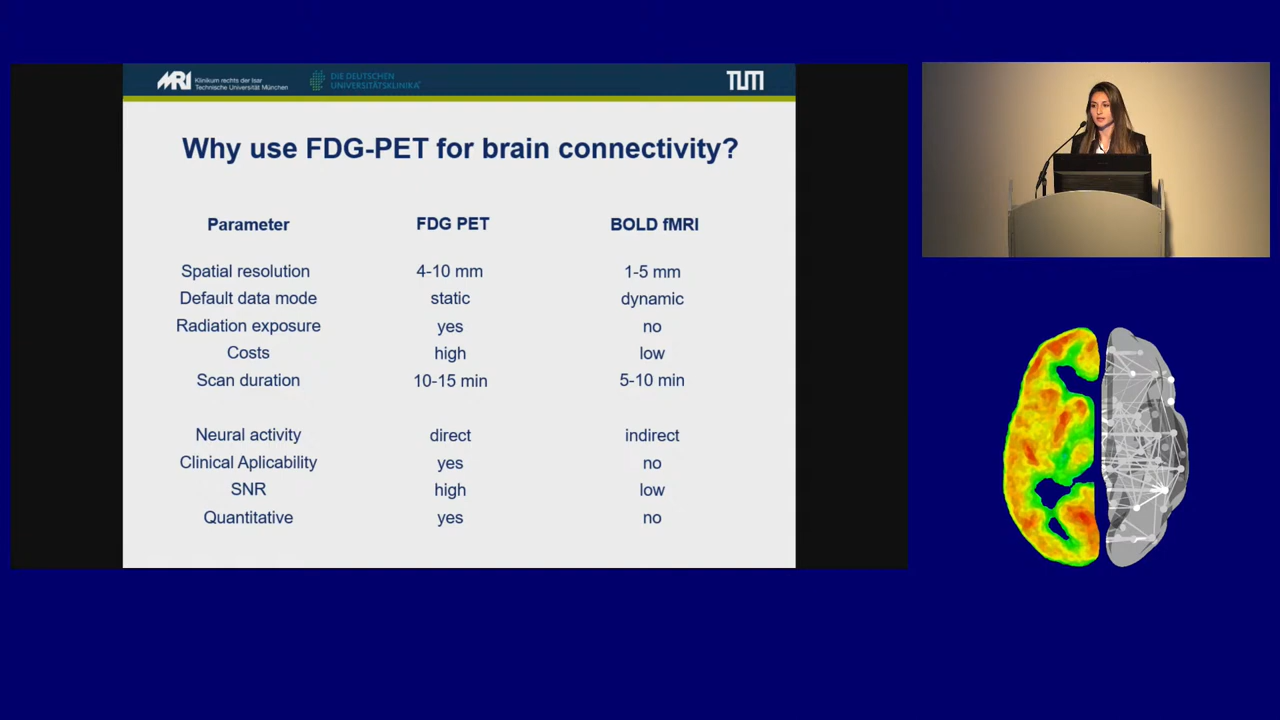 MRI
Klinikum rechts der Isar
Technische Universität München
DIE DEUTSCHEN
UNIVERSITÄTSKLINIKA
TUM
Why use FDG-PET for brain connectivity?
Parameter FDG PET BOLD fMRI
Spatial resolution 4-10 mm 1-5 mm
Default data mode static dynamic
Radiation exposure yes no
Costs high low
Scan duration 10-15 min 5-10 min
Neural activity direct indirect
Clinical Aplicability yes no
SNR high low
Quantitative yes no